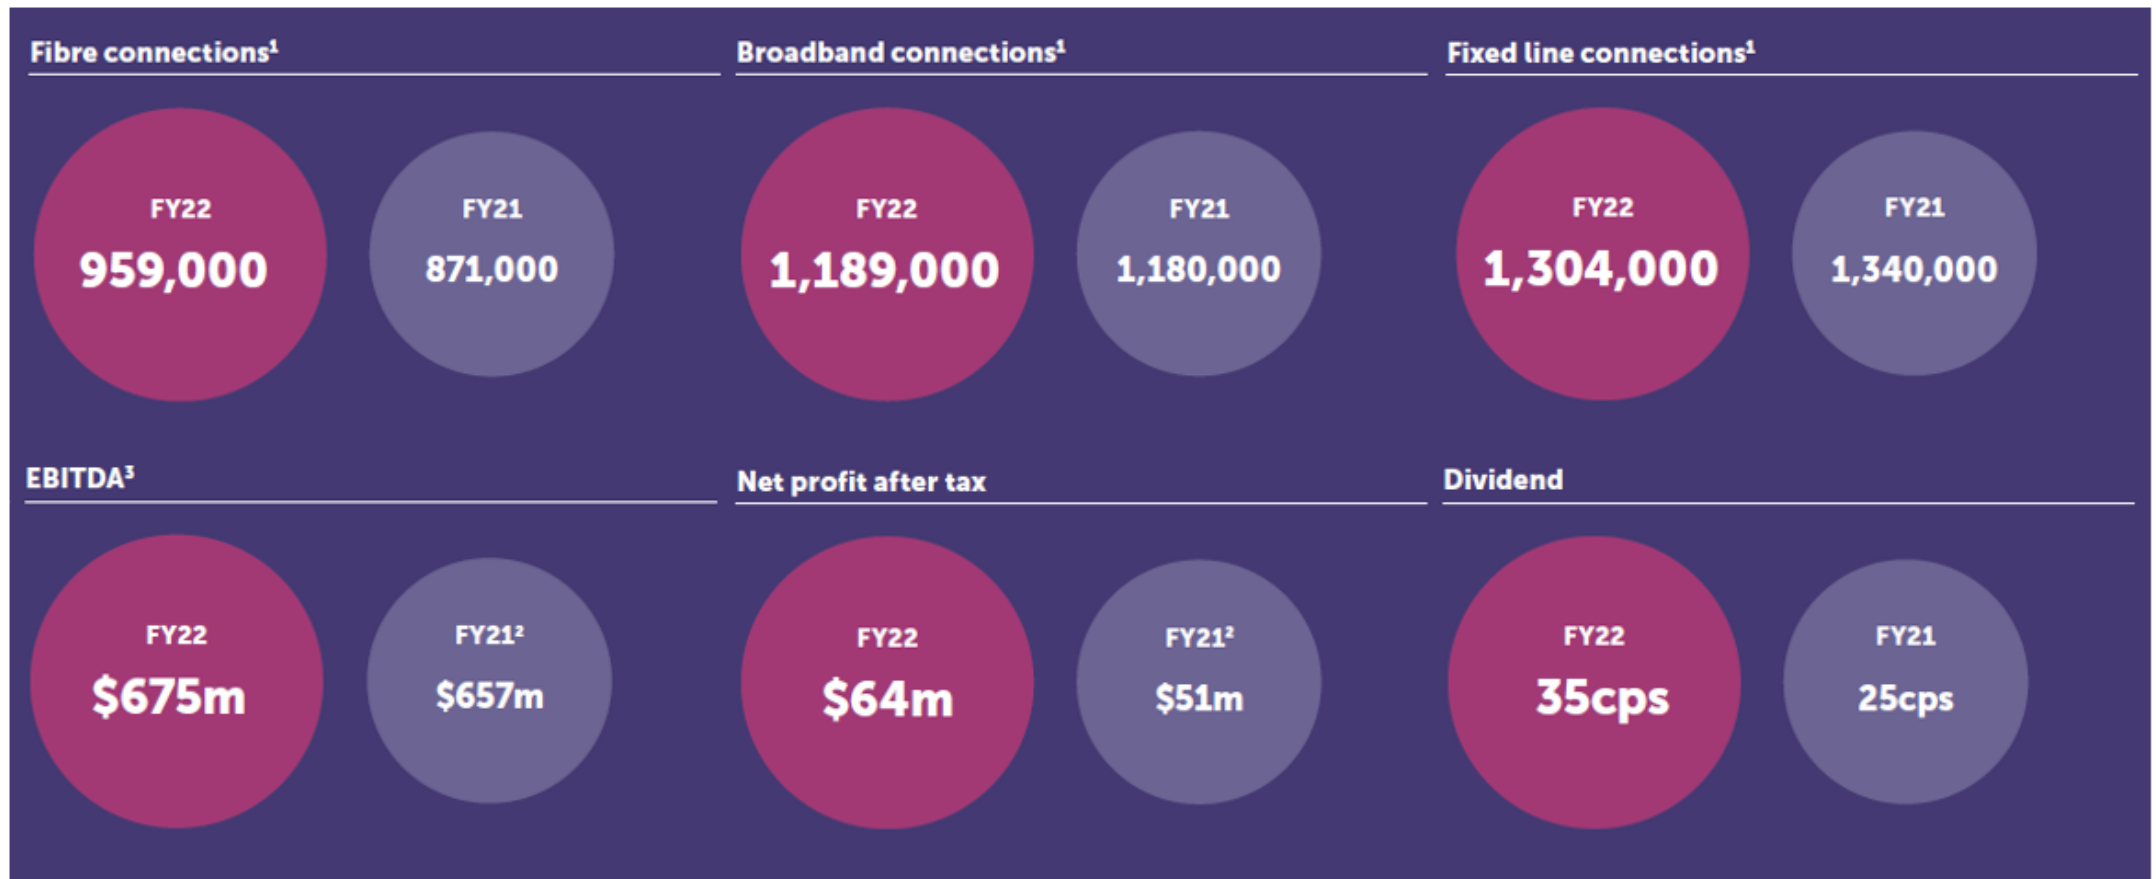 Fibre connections¹
FY22
959,000
FY21
871,000
Broadband connections¹
FY22
1,189,000
FY21
1,180,000
Fixed line connections¹
FY22
1,304,000
FY21
1,340,000
EBITDA³
FY22
$675m
FY21²
$657m
Net profit after tax
FY22
$64m
FY21²
$51m
Dividend
FY22
35cps
FY21
25cps